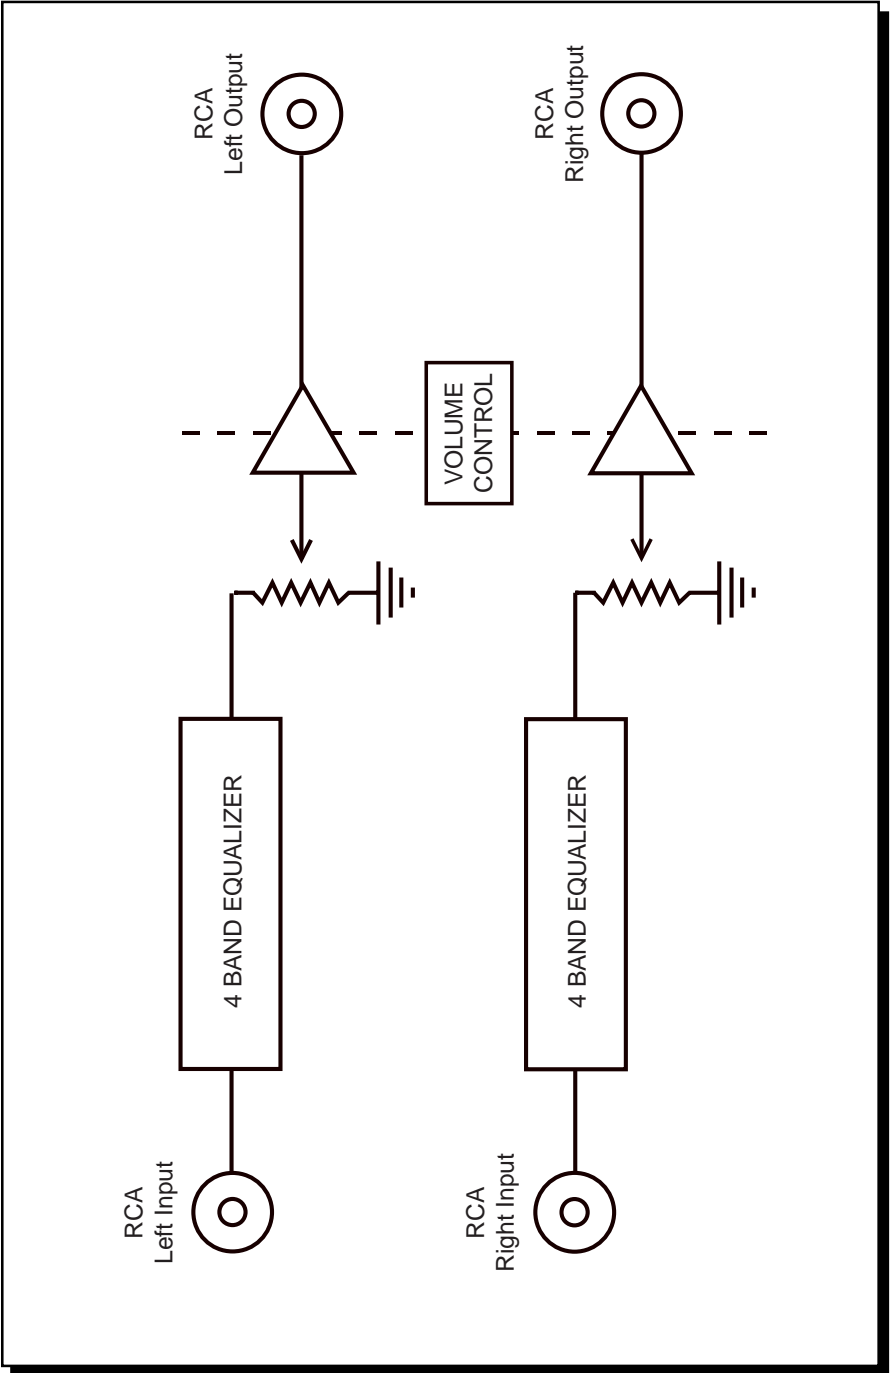 RCA
Left Output
RCA
Right Output
VOLUME
CONTROL
4 BAND EQUALIZER
4 BAND EQUALIZER
RCA
Left Input
RCA
Right Input